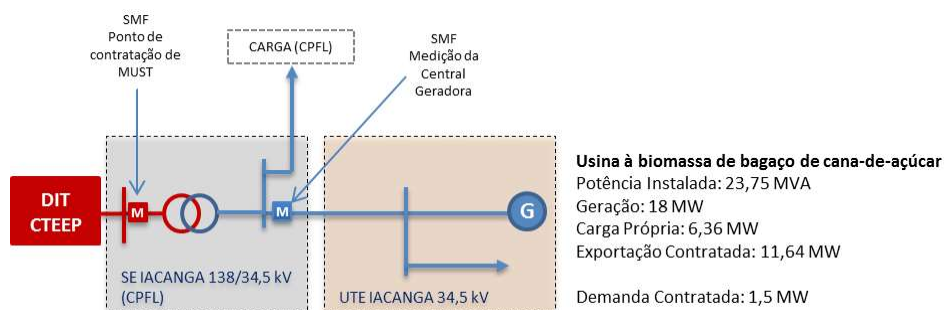 SMF
Ponto de
contratação de
MUST
CARGA (CPFL)
SMF
Medição da
Central
Geradora
DIT
CTEEP
M
M
G
SE IACANGA 138/34,5 kV
(CPFL)
UTE IACANGA 34,5 kV
Usina à biomassa de bagaço de cana-de-açúcar
Potência Instalada: 23,75 MVA
Geração: 18 MW
Carga Própria: 6,36 MW
Exportação Contratada: 11,64 MW
Demanda Contratada: 1,5 MW